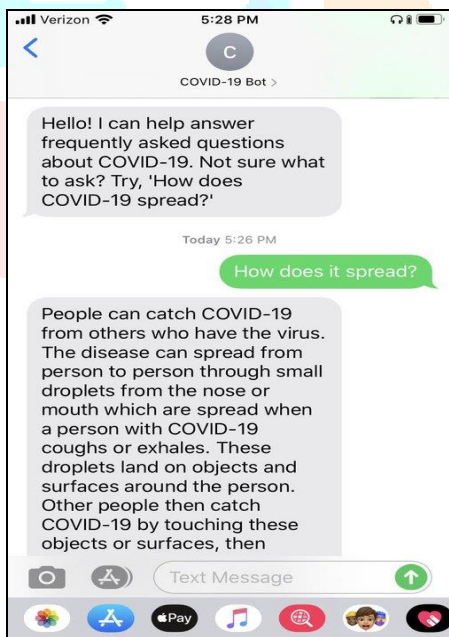 Verizon 5:28 PM
C
COVID-19 Bot >
Hello! I can help answer
frequently asked questions
about COVID-19. Not sure what
to ask? Try, 'How does
COVID-19 spread?'
Today 5:26 PM
How does it spread?
People can catch COVID-19
from others who have the virus.
The disease can spread from
person to person through small
droplets from the nose or
mouth which are spread when
a person with COVID-19
coughs or exhales. These
droplets land on objects and
surfaces around the person.
Other people then catch
COVID-19 by touching these
objects or surfaces, then
Text Message
Pay